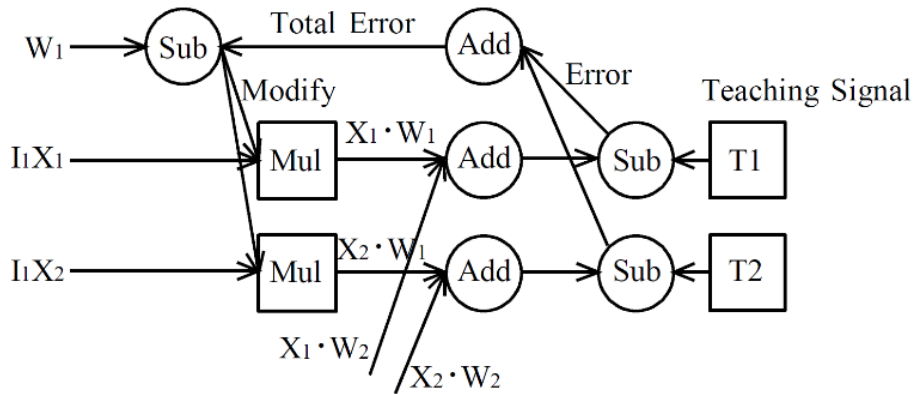 W₁ Sub Total Error Add
Modify Error Teaching Signal
I₁X₁ Mul X₁·W₁ Add Sub T1
I₁X₂ Mul X₂·W₁ Add Sub T2
X₁·W₂
X₂·W₂